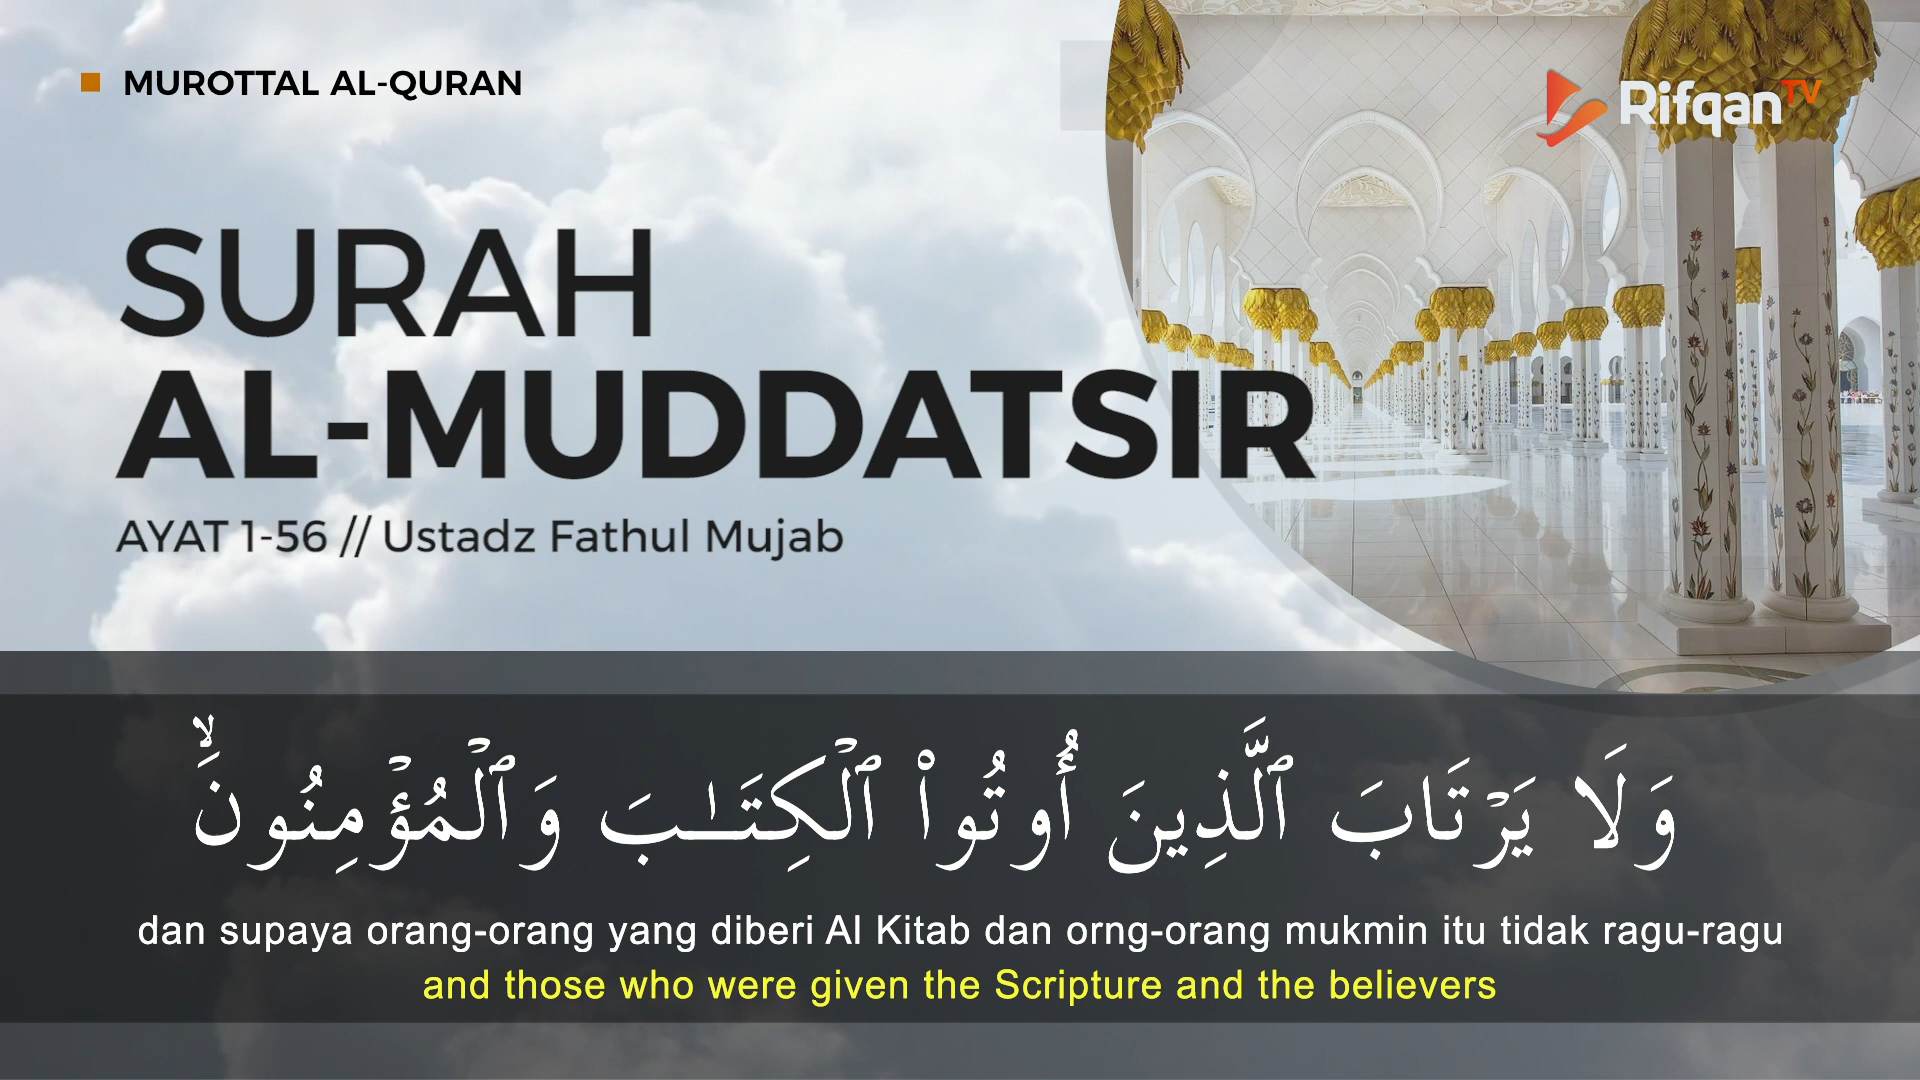 MUROTTAL AL-QURAN
Rifqan TV
SURAH
AL-MUDDATSIR
AYAT 1-56 // Ustadz Fathul Mujab
وَلَا يَرْتَابَ ٱلَّذِينَ أُوتُوا۟ ٱلْكِتَـٰبَ وَٱلْمُؤْمِنُونَ ۙ
dan supaya orang-orang yang diberi Al Kitab dan orng-orang mukmin itu tidak ragu-ragu
and those who were given the Scripture and the believers